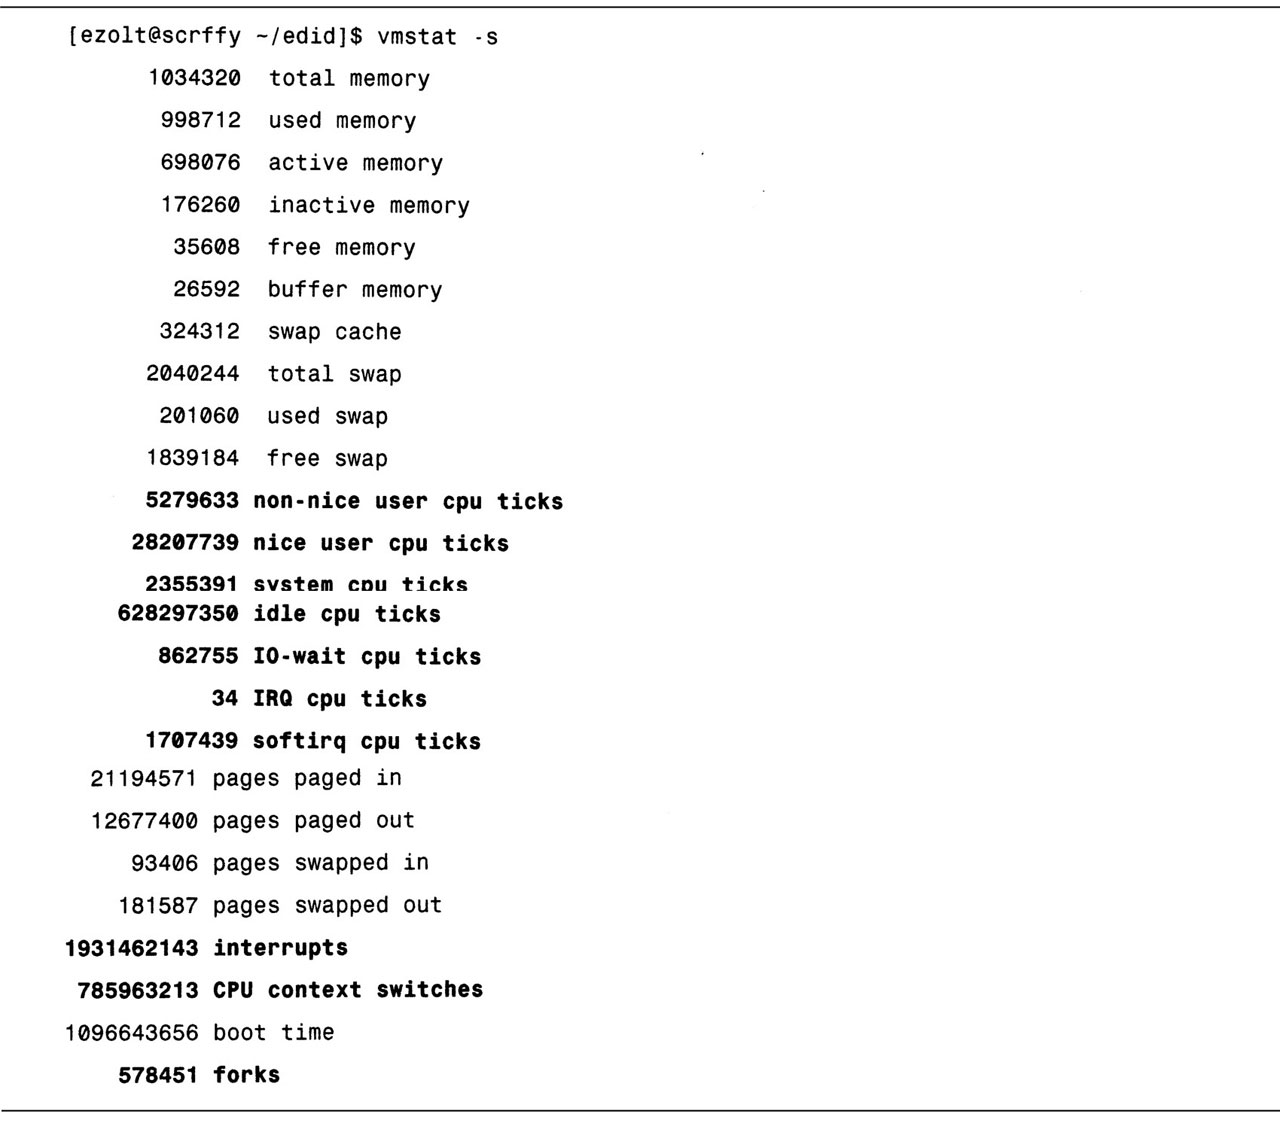 [ezolt@scrffy ~/edid]$ vmstat -s
1034320 total memory
998712 used memory
698076 active memory
176260 inactive memory
35608 free memory
26592 buffer memory
324312 swap cache
2040244 total swap
201060 used swap
1839184 free swap
5279633 non-nice user cpu ticks
28207739 nice user cpu ticks
2355391 system cpu ticks
628297350 idle cpu ticks
862755 IO-wait cpu ticks
34 IRQ cpu ticks
1707439 softirq cpu ticks
21194571 pages paged in
12677400 pages paged out
93406 pages swapped in
181587 pages swapped out
1931462143 interrupts
785963213 CPU context switches
1096643656 boot time
578451 forks